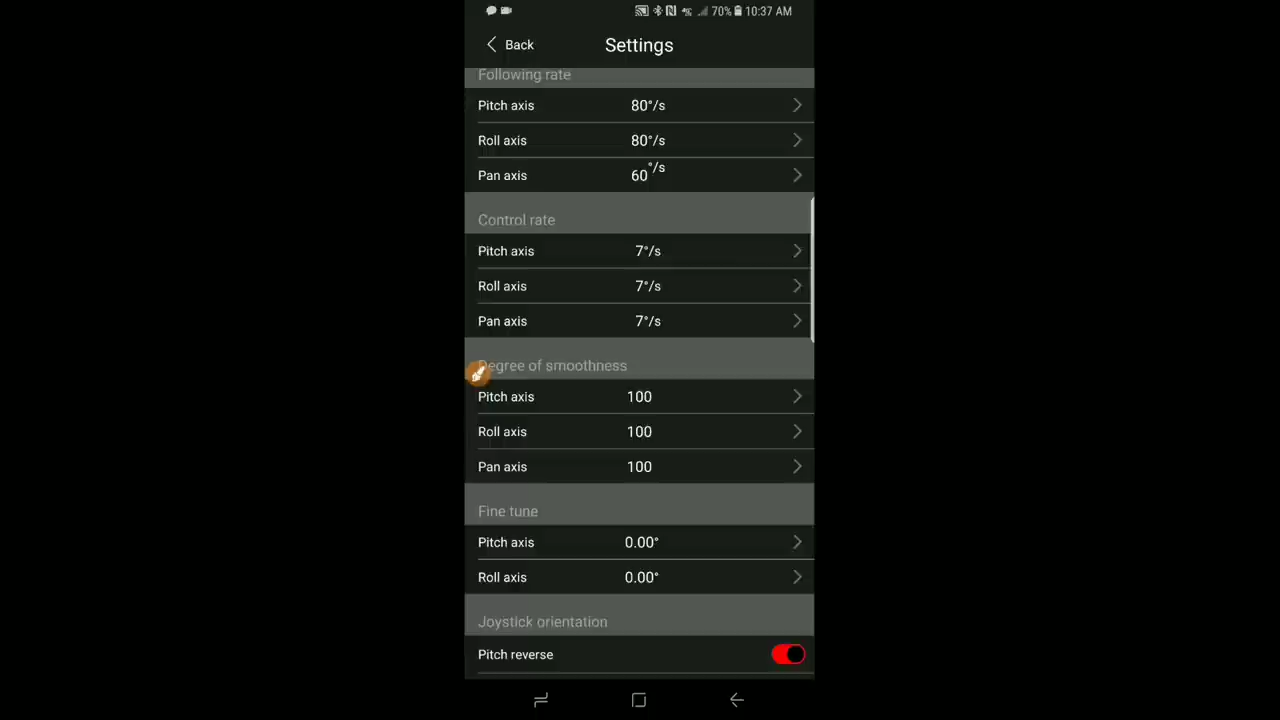 70% 10:37 AM
Back Settings
Following rate
Pitch axis 80°/s
Roll axis 80°/s
Pan axis 60°/s
Control rate
Pitch axis 7°/s
Roll axis 7°/s
Pan axis 7°/s
Degree of smoothness
Pitch axis 100
Roll axis 100
Pan axis 100
Fine tune
Pitch axis 0.00°
Roll axis 0.00°
Joystick orientation
Pitch reverse